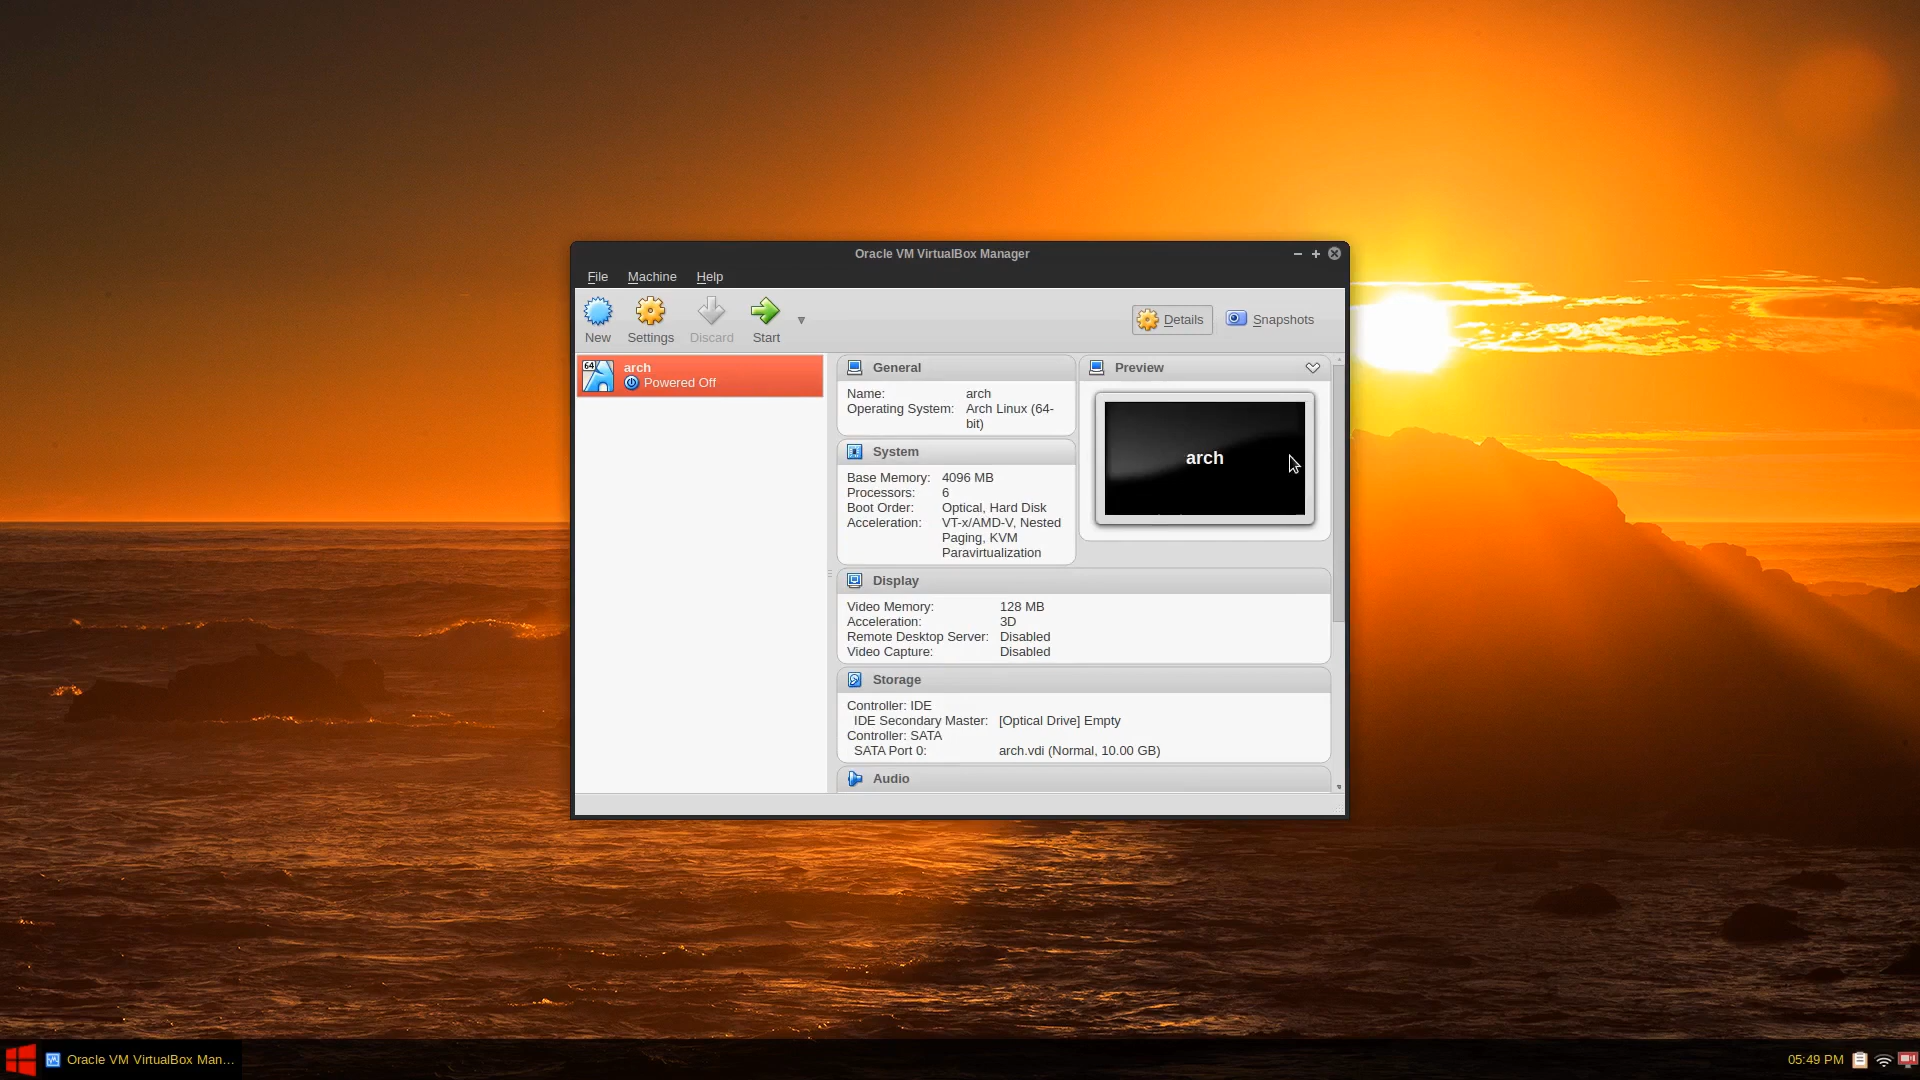 Oracle VM VirtualBox Manager
File Machine Help
New Settings Discard Start
Details Snapshots
64
arch
Powered Off
General
Name: arch
Operating System: Arch Linux (64-
bit)
Preview
arch
System
Base Memory: 4096 MB
Processors: 6
Boot Order: Optical, Hard Disk
Acceleration: VT-x/AMD-V, Nested
Paging, KVM
Paravirtualization
Display
Video Memory: 128 MB
Acceleration: 3D
Remote Desktop Server: Disabled
Video Capture: Disabled
Storage
Controller: IDE
IDE Secondary Master: [Optical Drive] Empty
Controller: SATA
SATA Port 0: arch.vdi (Normal, 10.00 GB)
Audio
Oracle VM VirtualBox Man...
05:49 PM